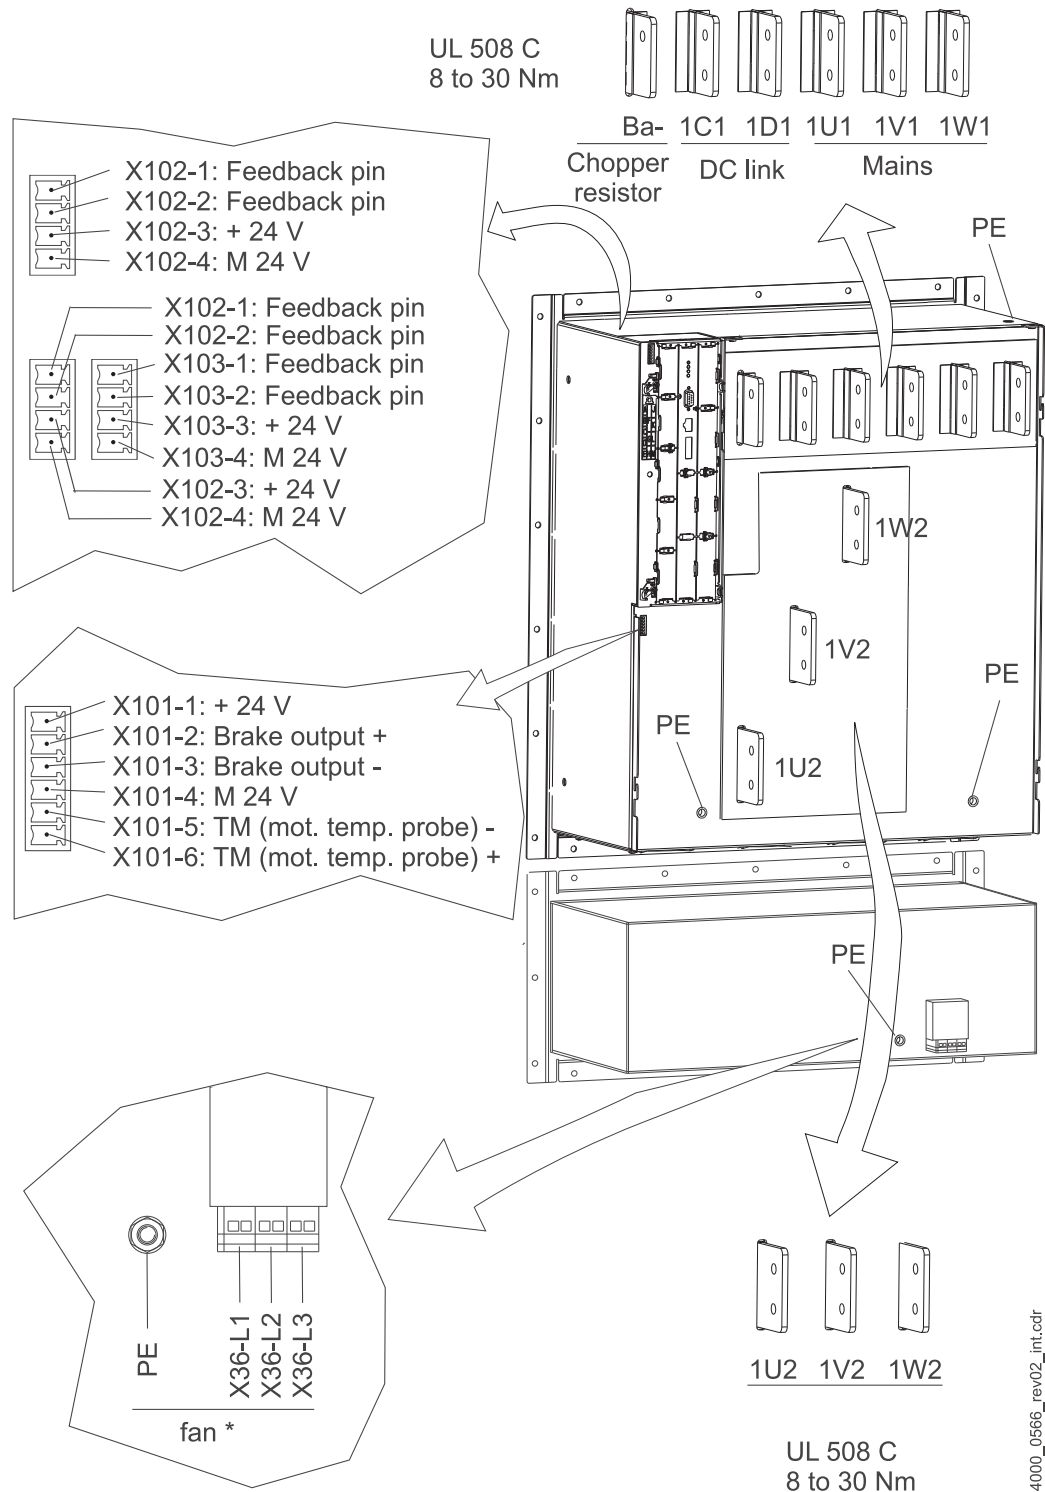 UL 508 C
8 to 30 Nm
Ba- 1C1 1D1 1U1 1V1 1W1
Chopper
resistor
DC link
Mains
X102-1: Feedback pin
X102-2: Feedback pin
X102-3: + 24 V
X102-4: M 24 V
X102-1: Feedback pin
X102-2: Feedback pin
X103-1: Feedback pin
X103-2: Feedback pin
X103-3: + 24 V
X103-4: M 24 V
X102-3: + 24 V
X102-4: M 24 V
PE
1W2
1V2
1U2
PE
PE
X101-1: + 24 V
X101-2: Brake output +
X101-3: Brake output -
X101-4: M 24 V
X101-5: TM (mot. temp. probe) -
X101-6: TM (mot. temp. probe) +
PE
PE
X36-L1
X36-L2
X36-L3
fan *
1U2 1V2 1W2
UL 508 C
8 to 30 Nm
4000_0566_rev02_int.cdr